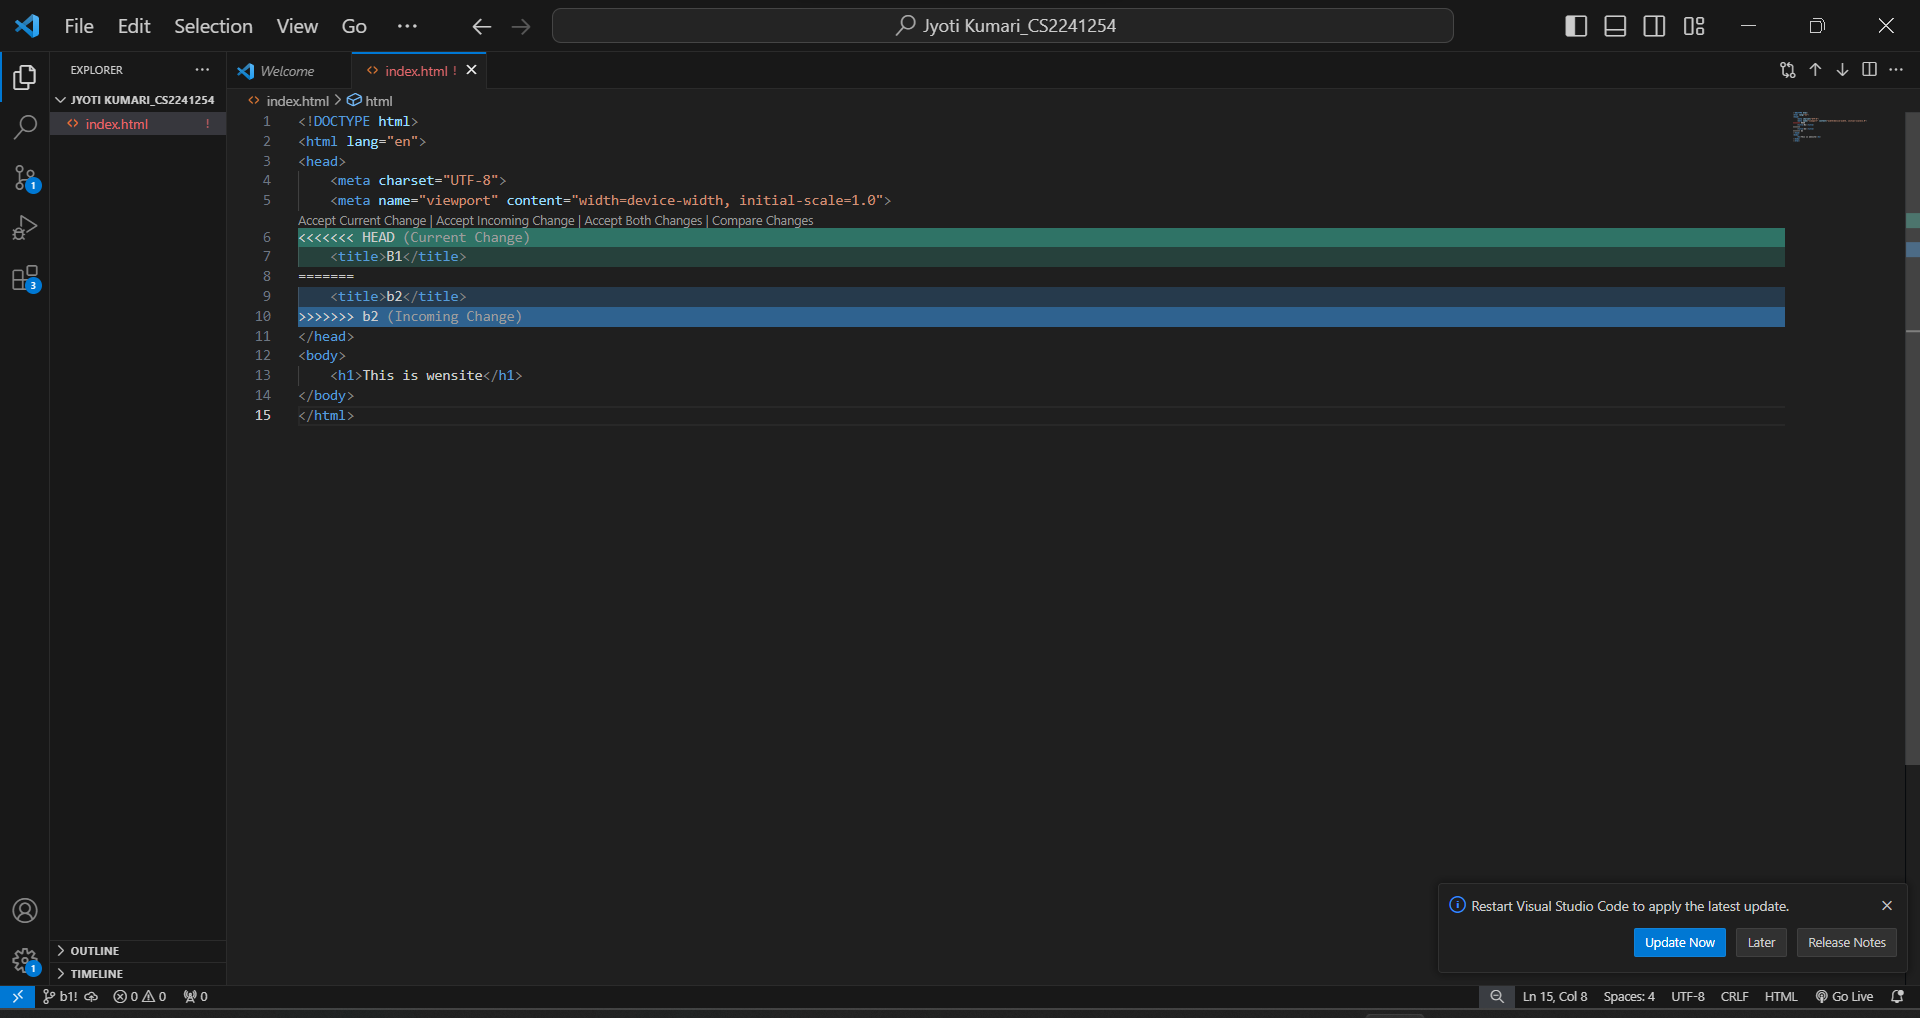 File Edit Selection View Go ··· Jyoti Kumari_CS2241254
EXPLORER ···
JYOTI KUMARI_CS2241254
index.html !
1
3
1
OUTLINE
TIMELINE
Welcome index.html !
index.html > html
1 <!DOCTYPE html>
2 <html lang="en">
3 <head>
4 <meta charset="UTF-8">
5 <meta name="viewport" content="width=device-width, initial-scale=1.0">
Accept Current Change | Accept Incoming Change | Accept Both Changes | Compare Changes
6 <<<<<<< HEAD (Current Change)
7 <title>B1</title>
8 =======
9 <title>b2</title>
10 >>>>>>> b2 (Incoming Change)
11 </head>
12 <body>
13 <h1>This is wensite</h1>
14 </body>
15 </html>
Restart Visual Studio Code to apply the latest update.
Update Now Later Release Notes
b1! 0 0 0 Ln 15, Col 8 Spaces: 4 UTF-8 CRLF HTML Go Live